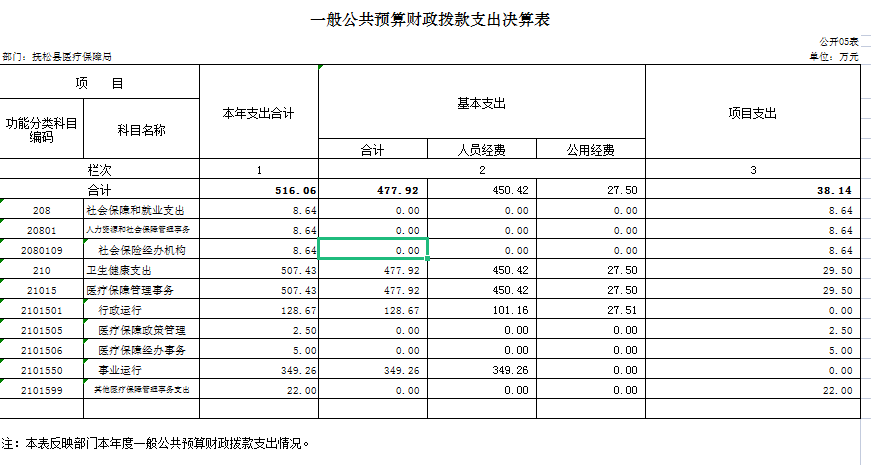 一般公共预算财政拨款支出决算表
公开05表
部门：抚松县医疗保障局 单位：万元
项 目 本年支出合计 基本支出 项目支出
功能分类科目编码 科目名称 合计 人员经费 公用经费
栏次 1 2 3
合计 516.06 477.92 450.42 27.50 38.14
208 社会保障和就业支出 8.64 0.00 0.00 0.00 8.64
20801 人力资源和社会保障管理事务 8.64 0.00 0.00 0.00 8.64
2080109 社会保险经办机构 8.64 0.00 0.00 0.00 8.64
210 卫生健康支出 507.43 477.92 450.42 27.50 29.50
21015 医疗保障管理事务 507.43 477.92 450.42 27.50 29.50
2101501 行政运行 128.67 128.67 101.16 27.51 0.00
2101505 医疗保障政策管理 2.50 0.00 0.00 0.00 2.50
2101506 医疗保障经办事务 5.00 0.00 0.00 0.00 5.00
2101550 事业运行 349.26 349.26 349.26 0.00 0.00
2101599 其他医疗保障管理事务支出 22.00 0.00 0.00 0.00 22.00
注：本表反映部门本年度一般公共预算财政拨款支出情况。